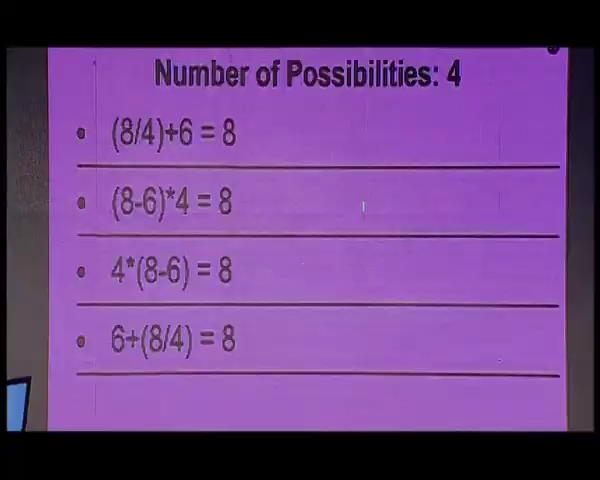 Number of Possibilities: 4
• (8/4)+6 = 8
• (8-6)*4 = 8
• 4*(8-6) = 8
• 6+(8/4) = 8